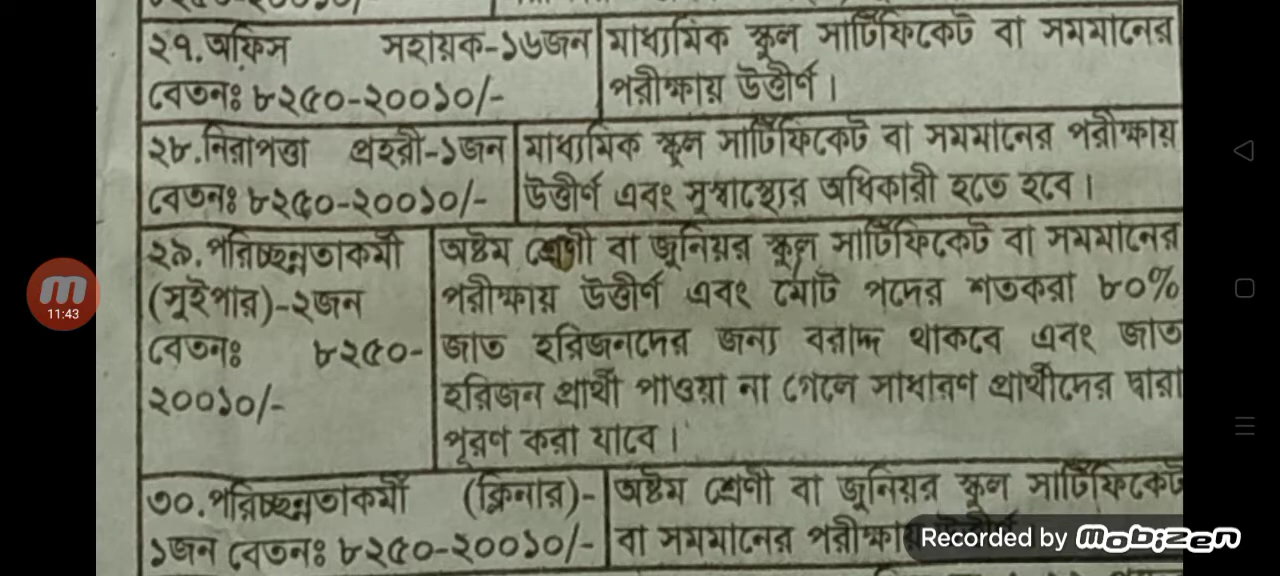 ২৭.অফিস সহায়ক-১৬জন
বেতনঃ ৮২৫০-২০০১০/-
মাধ্যমিক স্কুল সার্টিফিকেট বা সমমানের
পরীক্ষায় উত্তীর্ণ।
২৮.নিরাপত্তা প্রহরী-১জন
বেতনঃ ৮২৫০-২০০১০/-
মাধ্যমিক স্কুল সার্টিফিকেট বা সমমানের পরীক্ষায়
উত্তীর্ণ এবং সুস্বাস্থ্যের অধিকারী হতে হবে।
২৯.পরিচ্ছন্নতাকর্মী
(সুইপার)-২জন
বেতনঃ ৮২৫০-
২০০১০/-
অষ্টম শ্রেণী বা জুনিয়র স্কুল সার্টিফিকেট বা সমমানের
পরীক্ষায় উত্তীর্ণ এবং মোট পদের শতকরা ৮০%
জাত হরিজনদের জন্য বরাদ্দ থাকবে এবং জাত
হরিজন প্রার্থী পাওয়া না গেলে সাধারণ প্রার্থীদের দ্বারা
পূরণ করা যাবে।
৩০.পরিচ্ছন্নতাকর্মী (ক্লিনার)-
১জন বেতনঃ ৮২৫০-২০০১০/-
অষ্টম শ্রেণী বা জুনিয়র স্কুল সার্টিফিকেট
বা সমমানের
11:43
Recorded by mobizen